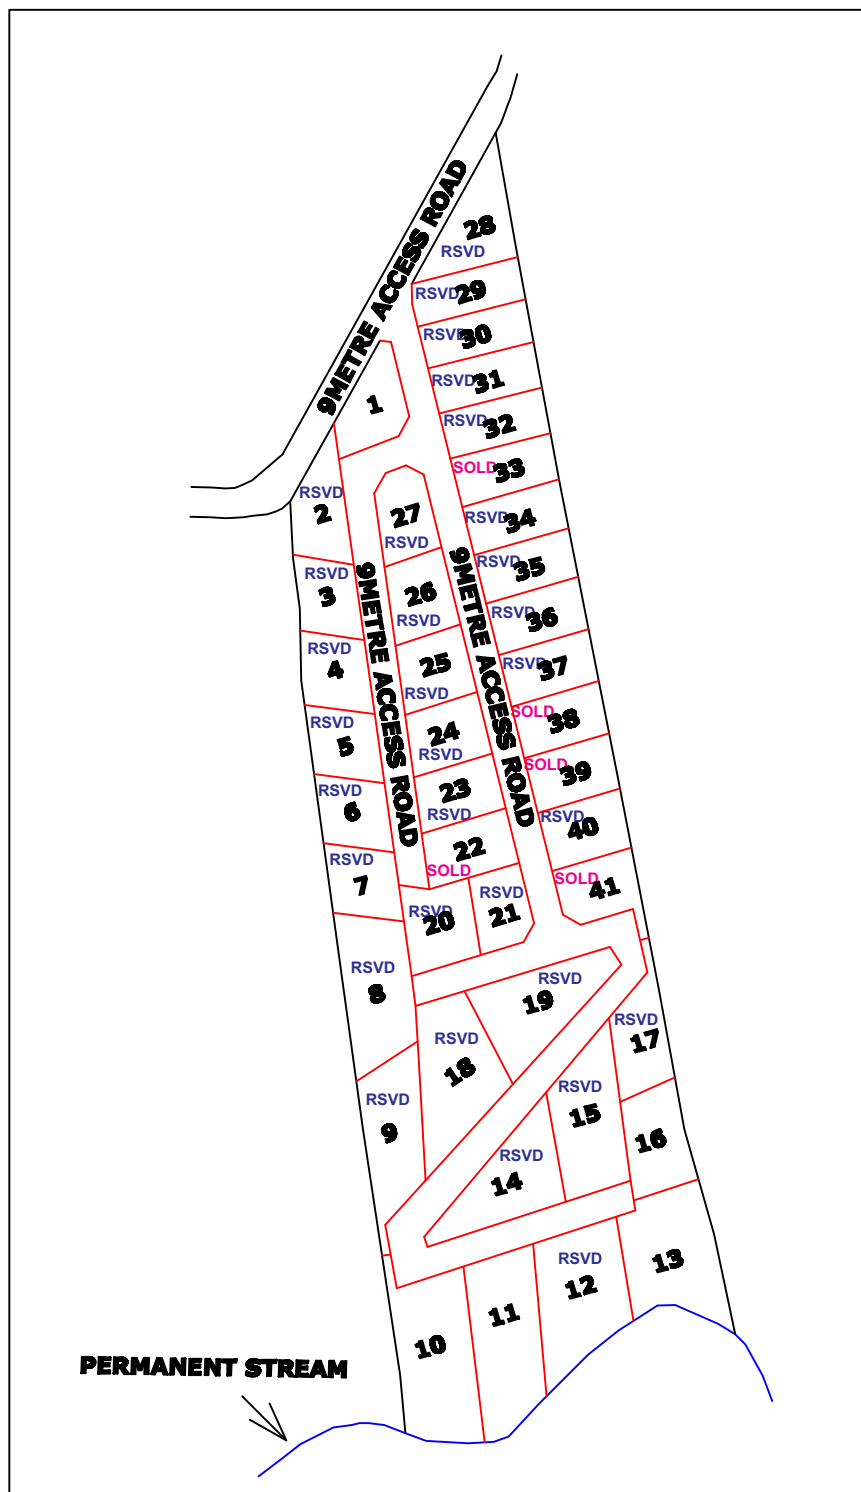 9METRE ACCESS ROAD
28
RSVD
RSVD 29
RSVD 30
RSVD 31
1
RSVD 32
SOLD 33
RSVD
2
27
RSVD
RSVD 34
9METRE ACCESS ROAD
9METRE ACCESS ROAD
RSVD 35
RSVD
3
26
RSVD
RSVD 36
RSVD
4
25
RSVD
RSVD 37
SOLD 38
RSVD
5
24
RSVD
SOLD 39
RSVD
6
23
RSVD
RSVD 40
22
SOLD
RSVD
7
SOLD 41
RSVD
20
RSVD
21
RSVD
8
RSVD
19
RSVD
17
RSVD
18
RSVD
9
RSVD
15
16
RSVD
14
RSVD
12
13
11
10
PERMANENT STREAM